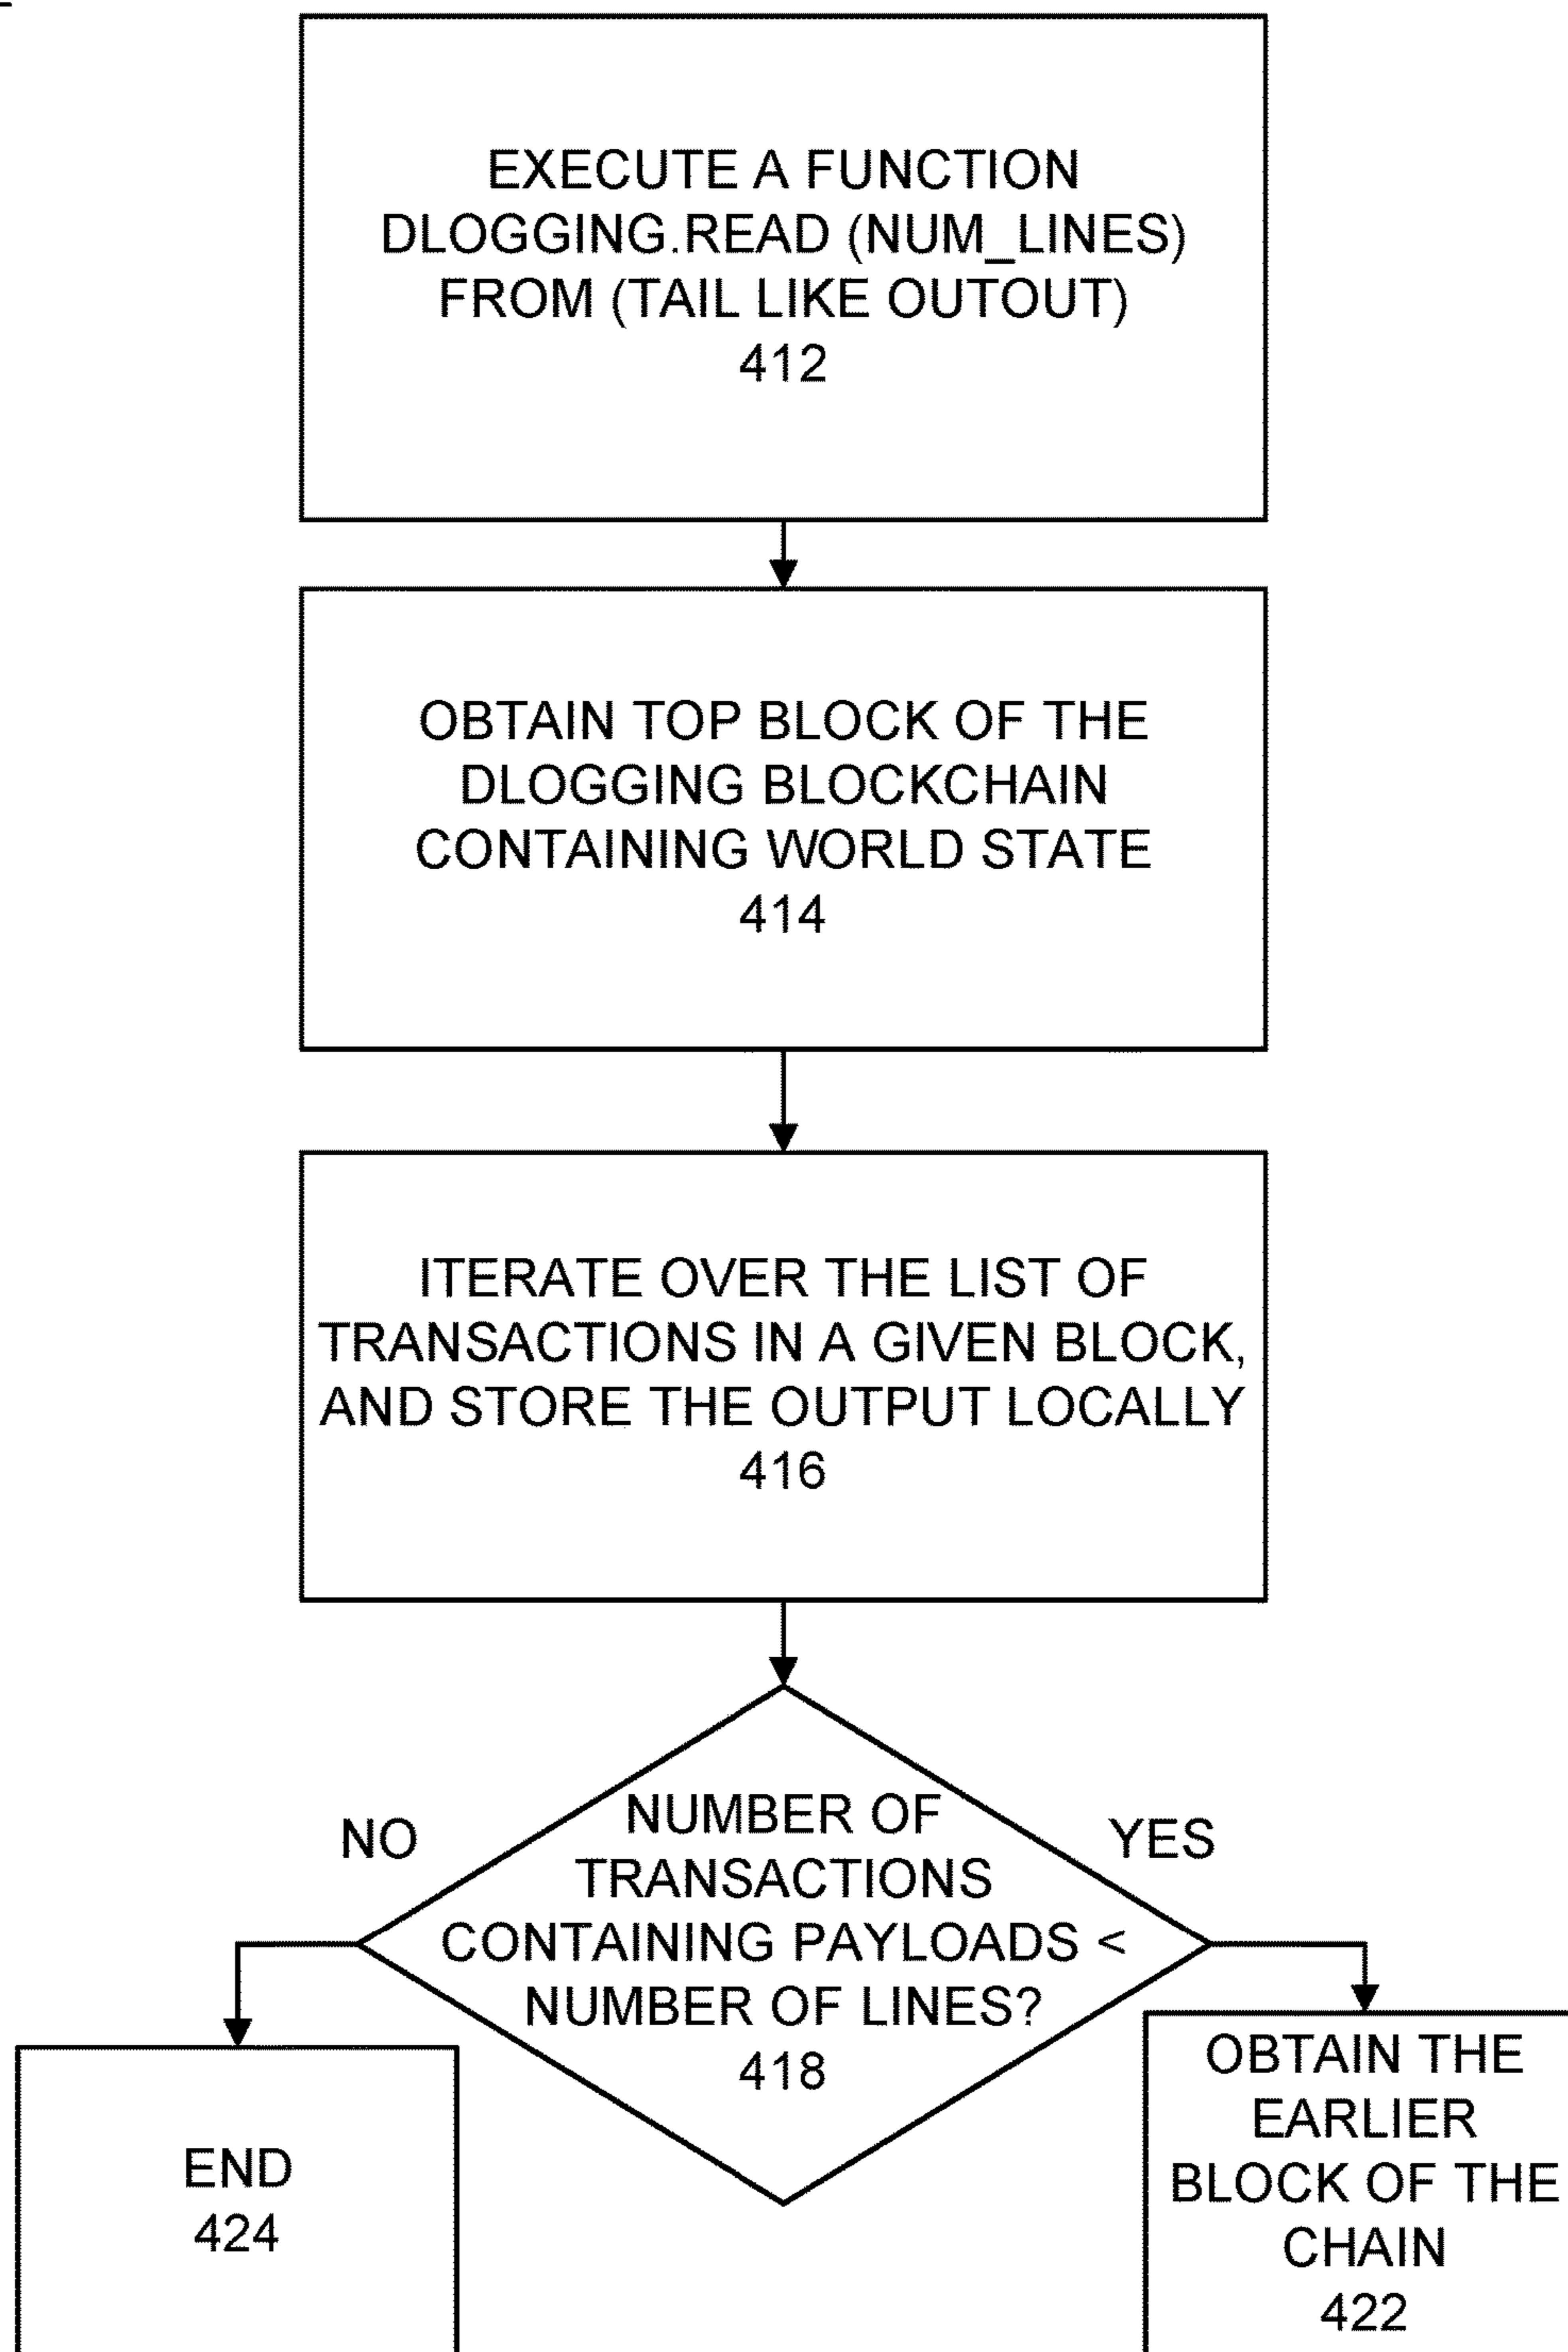 EXECUTE A FUNCTION
DLOGGING.READ (NUM_LINES)
FROM (TAIL LIKE OUTOUT)
412
OBTAIN TOP BLOCK OF THE
DLOGGING BLOCKCHAIN
CONTAINING WORLD STATE
414
ITERATE OVER THE LIST OF
TRANSACTIONS IN A GIVEN BLOCK,
AND STORE THE OUTPUT LOCALLY
416
NUMBER OF
TRANSACTIONS
CONTAINING PAYLOADS <
NUMBER OF LINES?
418
NO
YES
END
424
OBTAIN THE
EARLIER
BLOCK OF THE
CHAIN
422